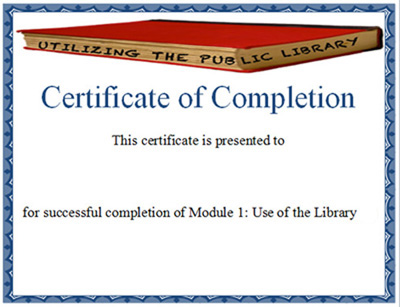 UTILIZING THE PUBLIC LIBRARY
Certificate of Completion
This certificate is presented to
for successful completion of Module 1: Use of the Library